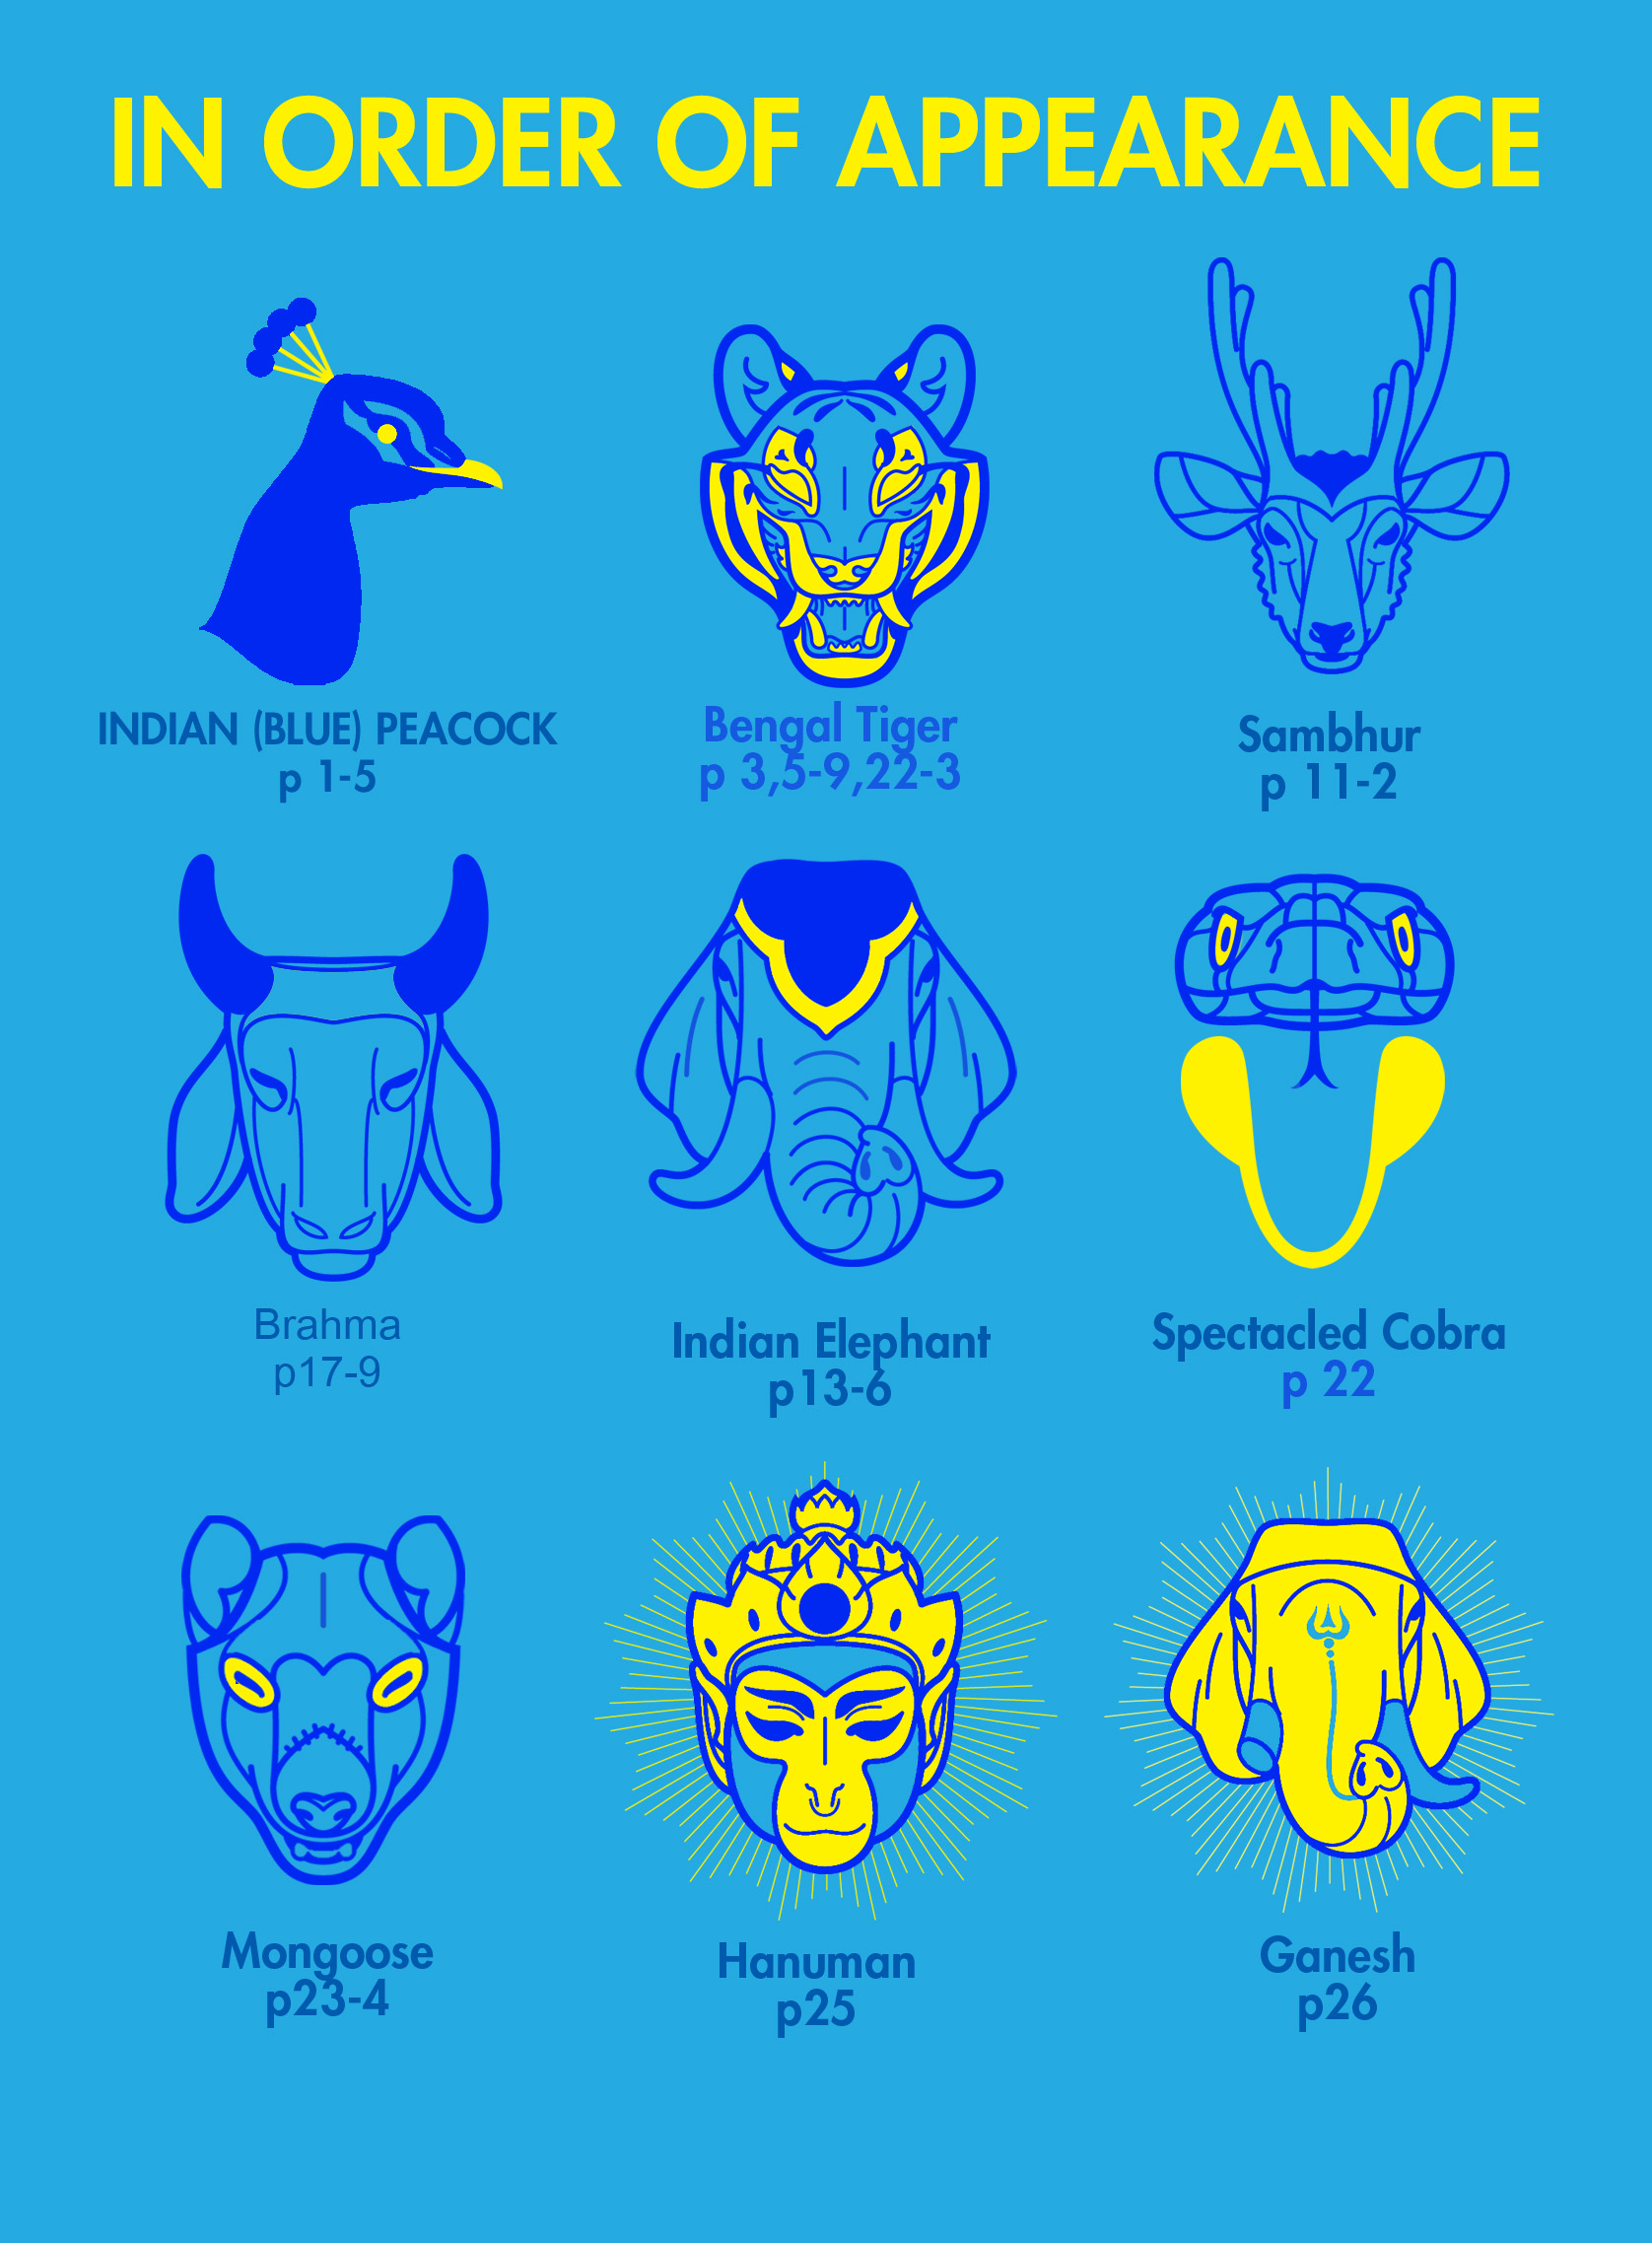 IN ORDER OF APPEARANCE
INDIAN (BLUE) PEACOCK
p 1-5
Bengal Tiger
p 3,5-9,22-3
Sambhur
p 11-2
Brahma
p17-9
Indian Elephant
p13-6
Spectacled Cobra
p 22
Mongoose
p23-4
Hanuman
p25
Ganesh
p26